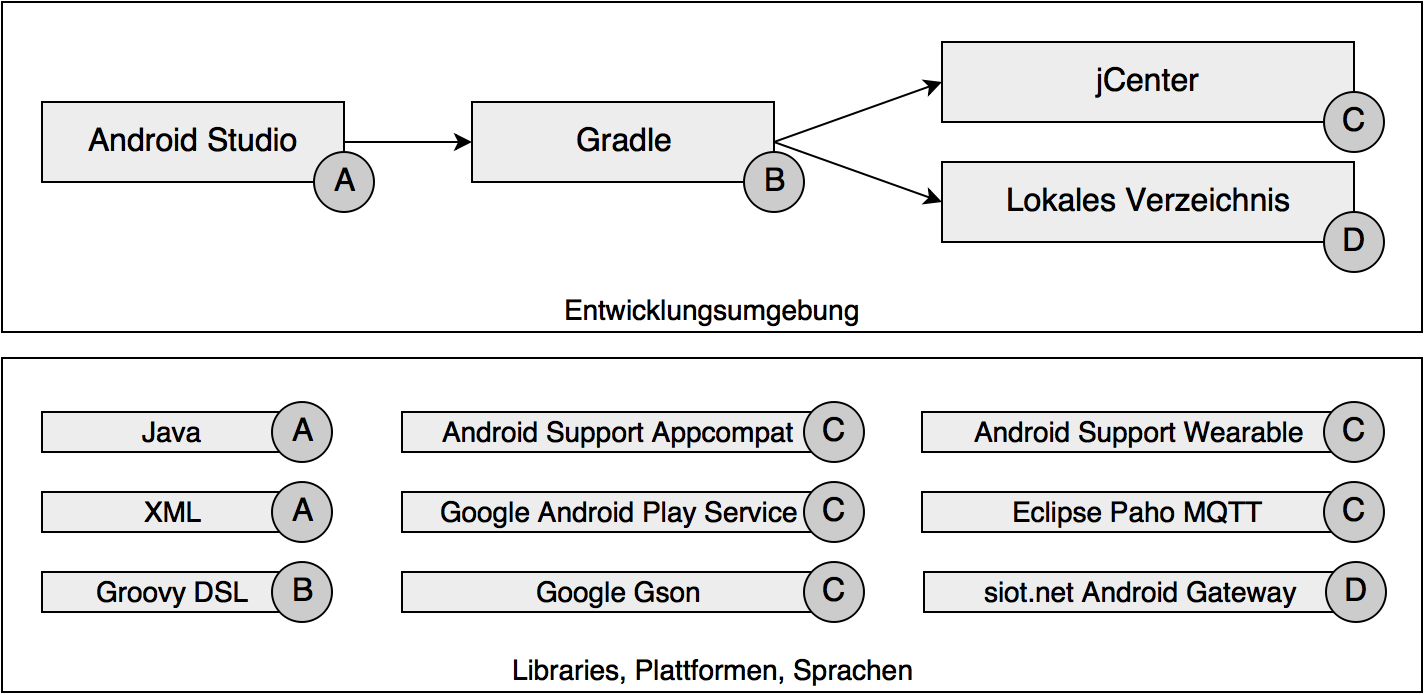 Android Studio
A
Gradle
B
jCenter
C
Lokales Verzeichnis
D
Entwicklungsumgebung
Java
A
Android Support Appcompat
C
Android Support Wearable
C
XML
A
Google Android Play Service
C
Eclipse Paho MQTT
C
Groovy DSL
B
Google Gson
C
siot.net Android Gateway
D
Libraries, Plattformen, Sprachen